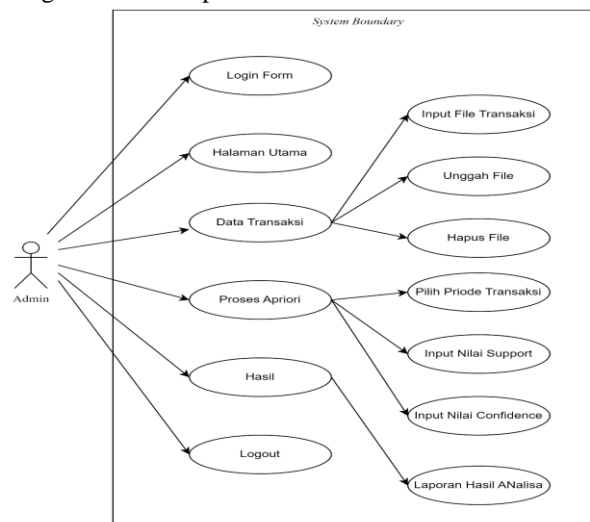 System Boundary
Login Form
Halaman Utama
Data Transaksi
Proses Apriori
Hasil
Logout
Admin
Input File Transaksi
Unggah File
Hapus File
Pilih Priode Transaksi
Input Nilai Support
Input Nilai Confidence
Laporan Hasil ANalisa